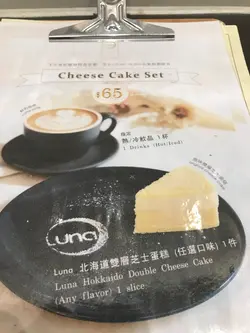 Cheese Cake Set
$65
熱/冷飲品 1杯
1 Drinks (Hot/Iced)
Luna
Luna 北海道雙層芝士蛋糕 (任選口味) 1件
Luna Hokkaido Double Cheese Cake
(Any flavor) 1 slice